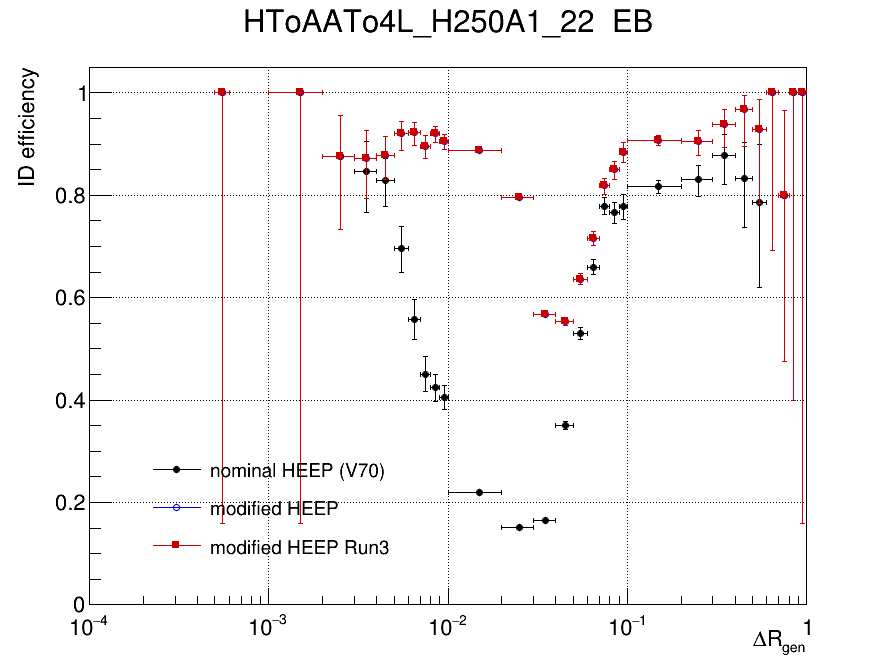 HToAATo4L_H250A1_22 EB
ID efficiency
1
0.8
0.6
0.4
0.2
0
nominal HEEP (V70)
modified HEEP
modified HEEP Run3
10⁻⁴ 10⁻³ 10⁻² 10⁻¹ 1
ΔR_gen